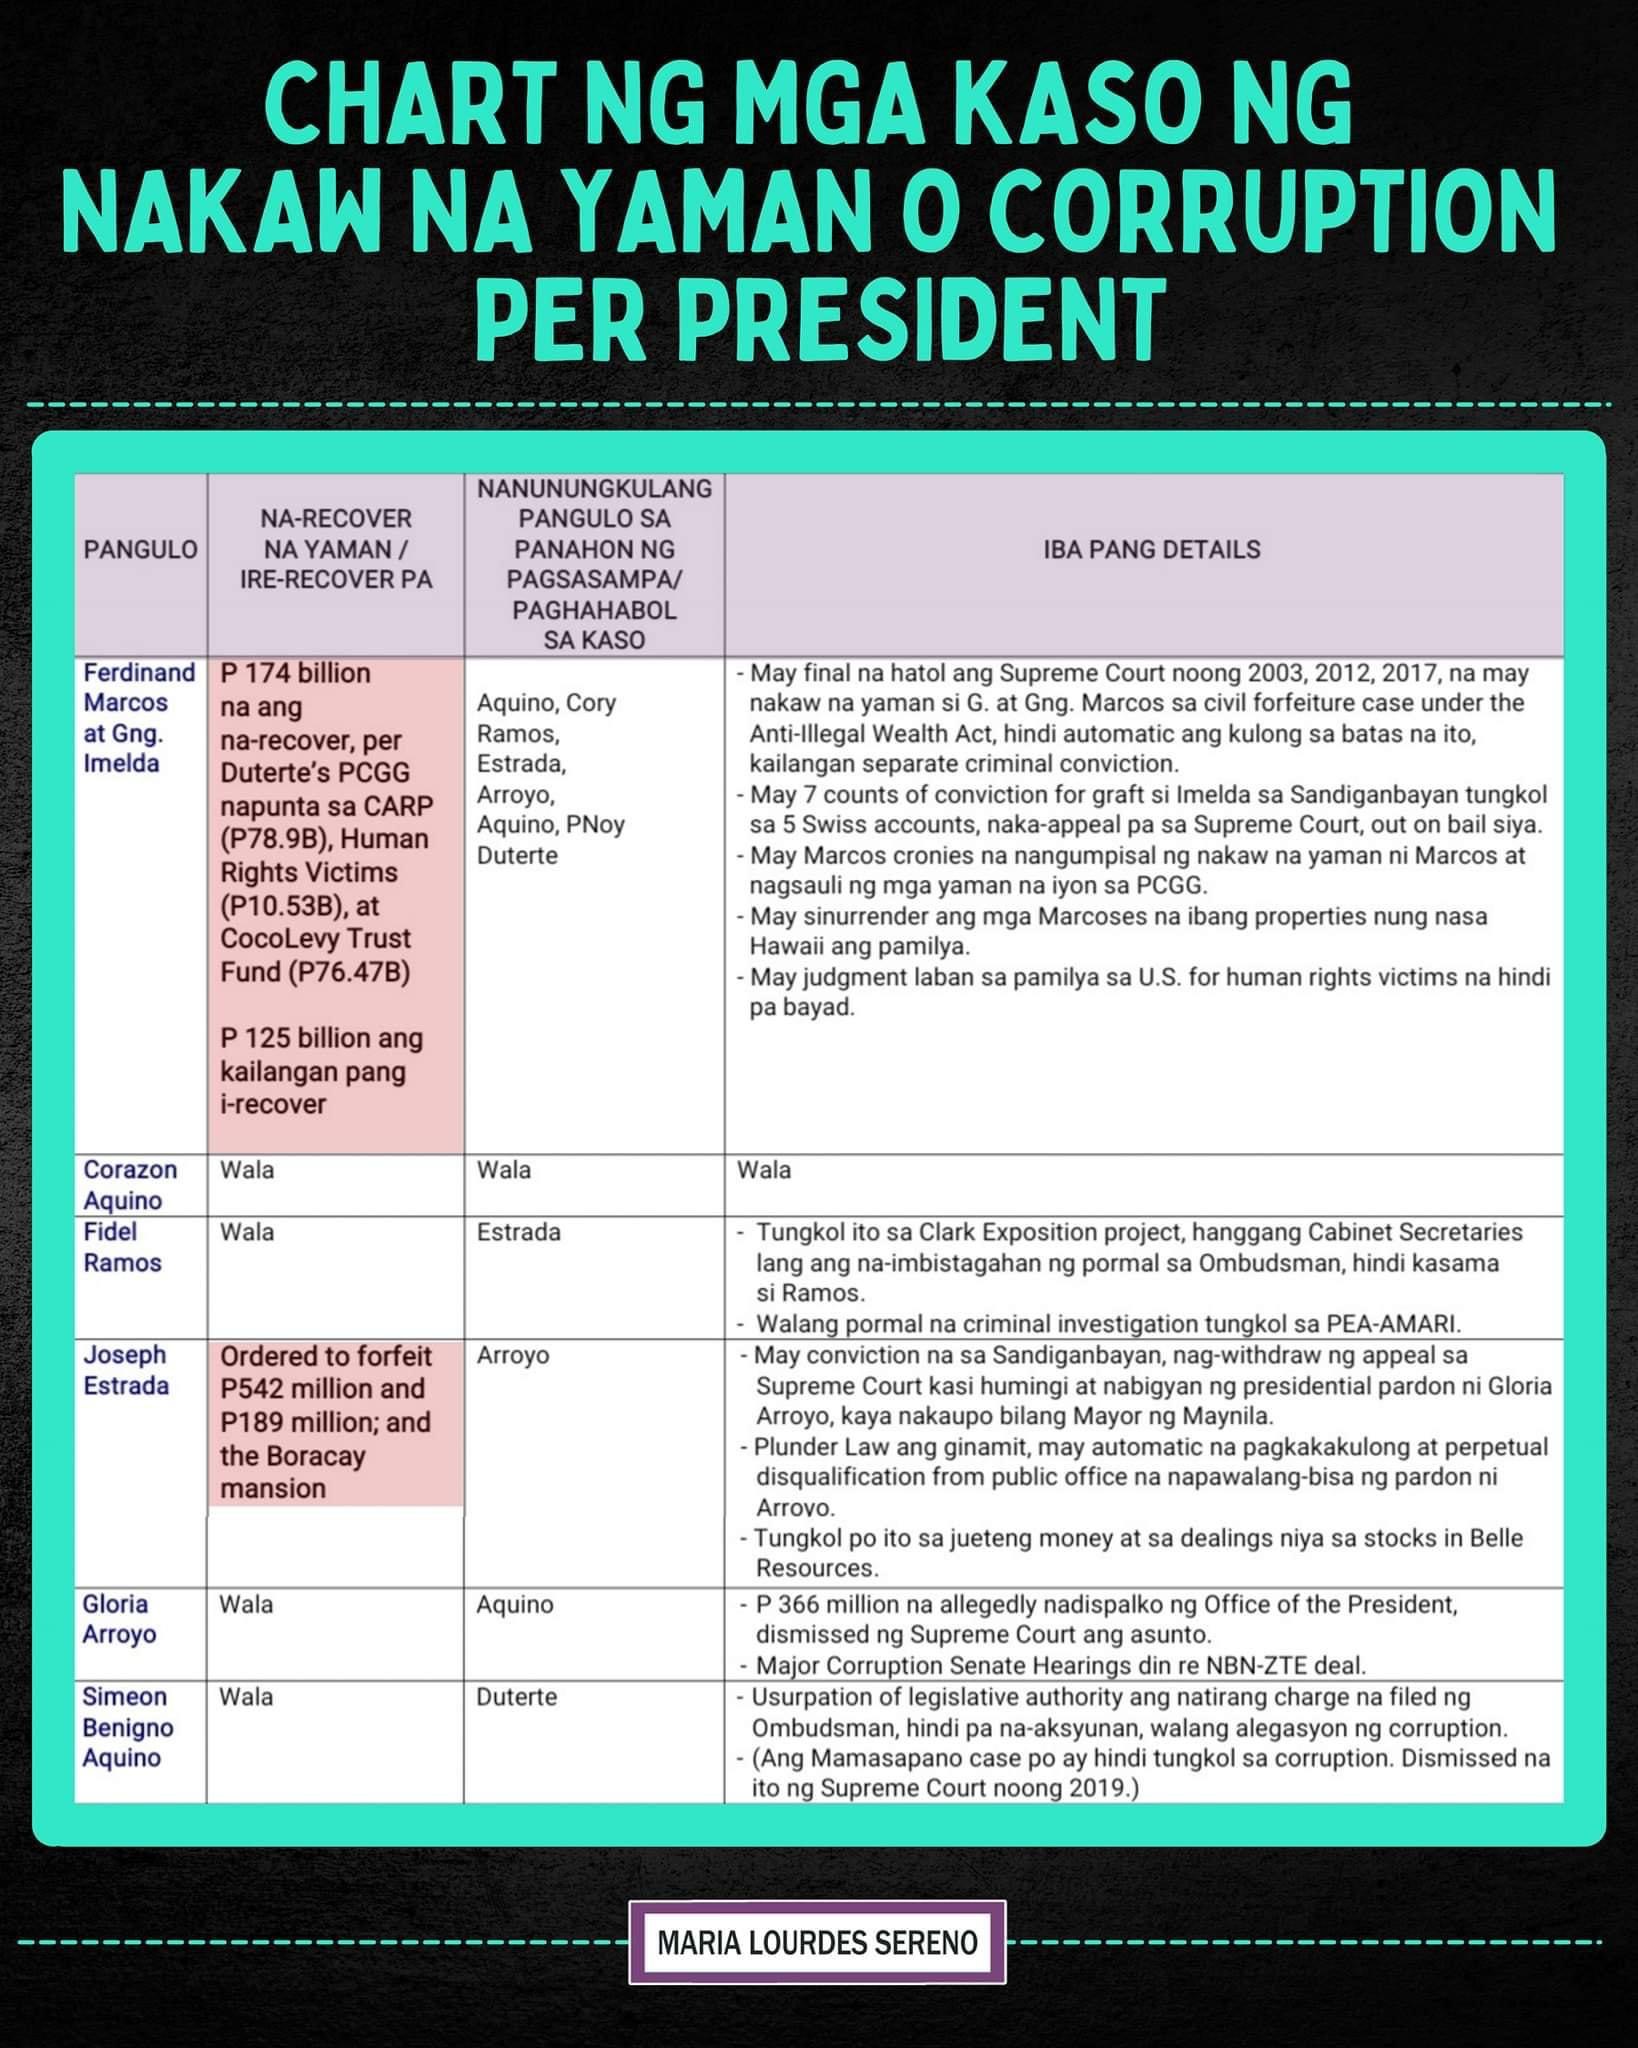 CHART NG MGA KASO NG
NAKAW NA YAMAN O CORRUPTION
PER PRESIDENT
PANGULO
NA-RECOVER
NA YAMAN /
IRE-RECOVER PA
NANUNUNGKULANG
PANGULO SA
PANAHON NG
PAGSASAMPA/
PAGHAHABOL
SA KASO
IBA PANG DETAILS
Ferdinand
Marcos
at Gng.
Imelda
P 174 billion
na ang
na-recover, per
Duterte's PCGG
napunta sa CARP
(P78.9B), Human
Rights Victims
(P10.53B), at
CocoLevy Trust
Fund (P76.47B)
P 125 billion ang
kailangan pang
i-recover
Aquino, Cory
Ramos,
Estrada,
Arroyo,
Aquino, PNoy
Duterte
- May final na hatol ang Supreme Court noong 2003, 2012, 2017, na may
nakaw na yaman si G. at Gng. Marcos sa civil forfeiture case under the
Anti-Illegal Wealth Act, hindi automatic ang kulong sa batas na ito,
kailangan separate criminal conviction.
- May 7 counts of conviction for graft si Imelda sa Sandiganbayan tungkol
sa 5 Swiss accounts, naka-appeal pa sa Supreme Court, out on bail siya.
- May Marcos cronies na nangumpisal ng nakaw na yaman ni Marcos at
nagsauli ng mga yaman na iyon sa PCGG.
- May sinurrender ang mga Marcoses na ibang properties nung nasa
Hawaii ang pamilya.
- May judgment laban sa pamilya sa U.S. for human rights victims na hindi
pa bayad.
Corazon
Aquino
Wala
Wala
Wala
Fidel
Ramos
Wala
Estrada
- Tungkol ito sa Clark Exposition project, hanggang Cabinet Secretaries
lang ang na-imbistagahan ng pormal sa Ombudsman, hindi kasama
si Ramos.
- Walang pormal na criminal investigation tungkol sa PEA-AMARI.
Joseph
Estrada
Ordered to forfeit
P542 million and
P189 million; and
the Boracay
mansion
Arroyo
- May conviction na sa Sandiganbayan, nag-withdraw ng appeal sa
Supreme Court kasi humingi at nabigyan ng presidential pardon ni Gloria
Arroyo, kaya nakaupo bilang Mayor ng Maynila.
- Plunder Law ang ginamit, may automatic na pagkakakulong at perpetual
disqualification from public office na napawalang-bisa ng pardon ni
Arroyo.
- Tungkol po ito sa jueteng money at sa dealings niya sa stocks in Belle
Resources.
Gloria
Arroyo
Wala
Aquino
- P 366 million na allegedly nadispalko ng Office of the President,
dismissed ng Supreme Court ang asunto.
- Major Corruption Senate Hearings din re NBN-ZTE deal.
Simeon
Benigno
Aquino
Wala
Duterte
- Usurpation of legislative authority ang natirang charge na filed ng
Ombudsman, hindi pa na-aksyunan, walang alegasyon ng corruption.
- (Ang Mamasapano case po ay hindi tungkol sa corruption. Dismissed na
ito ng Supreme Court noong 2019.)
MARIA LOURDES SERENO